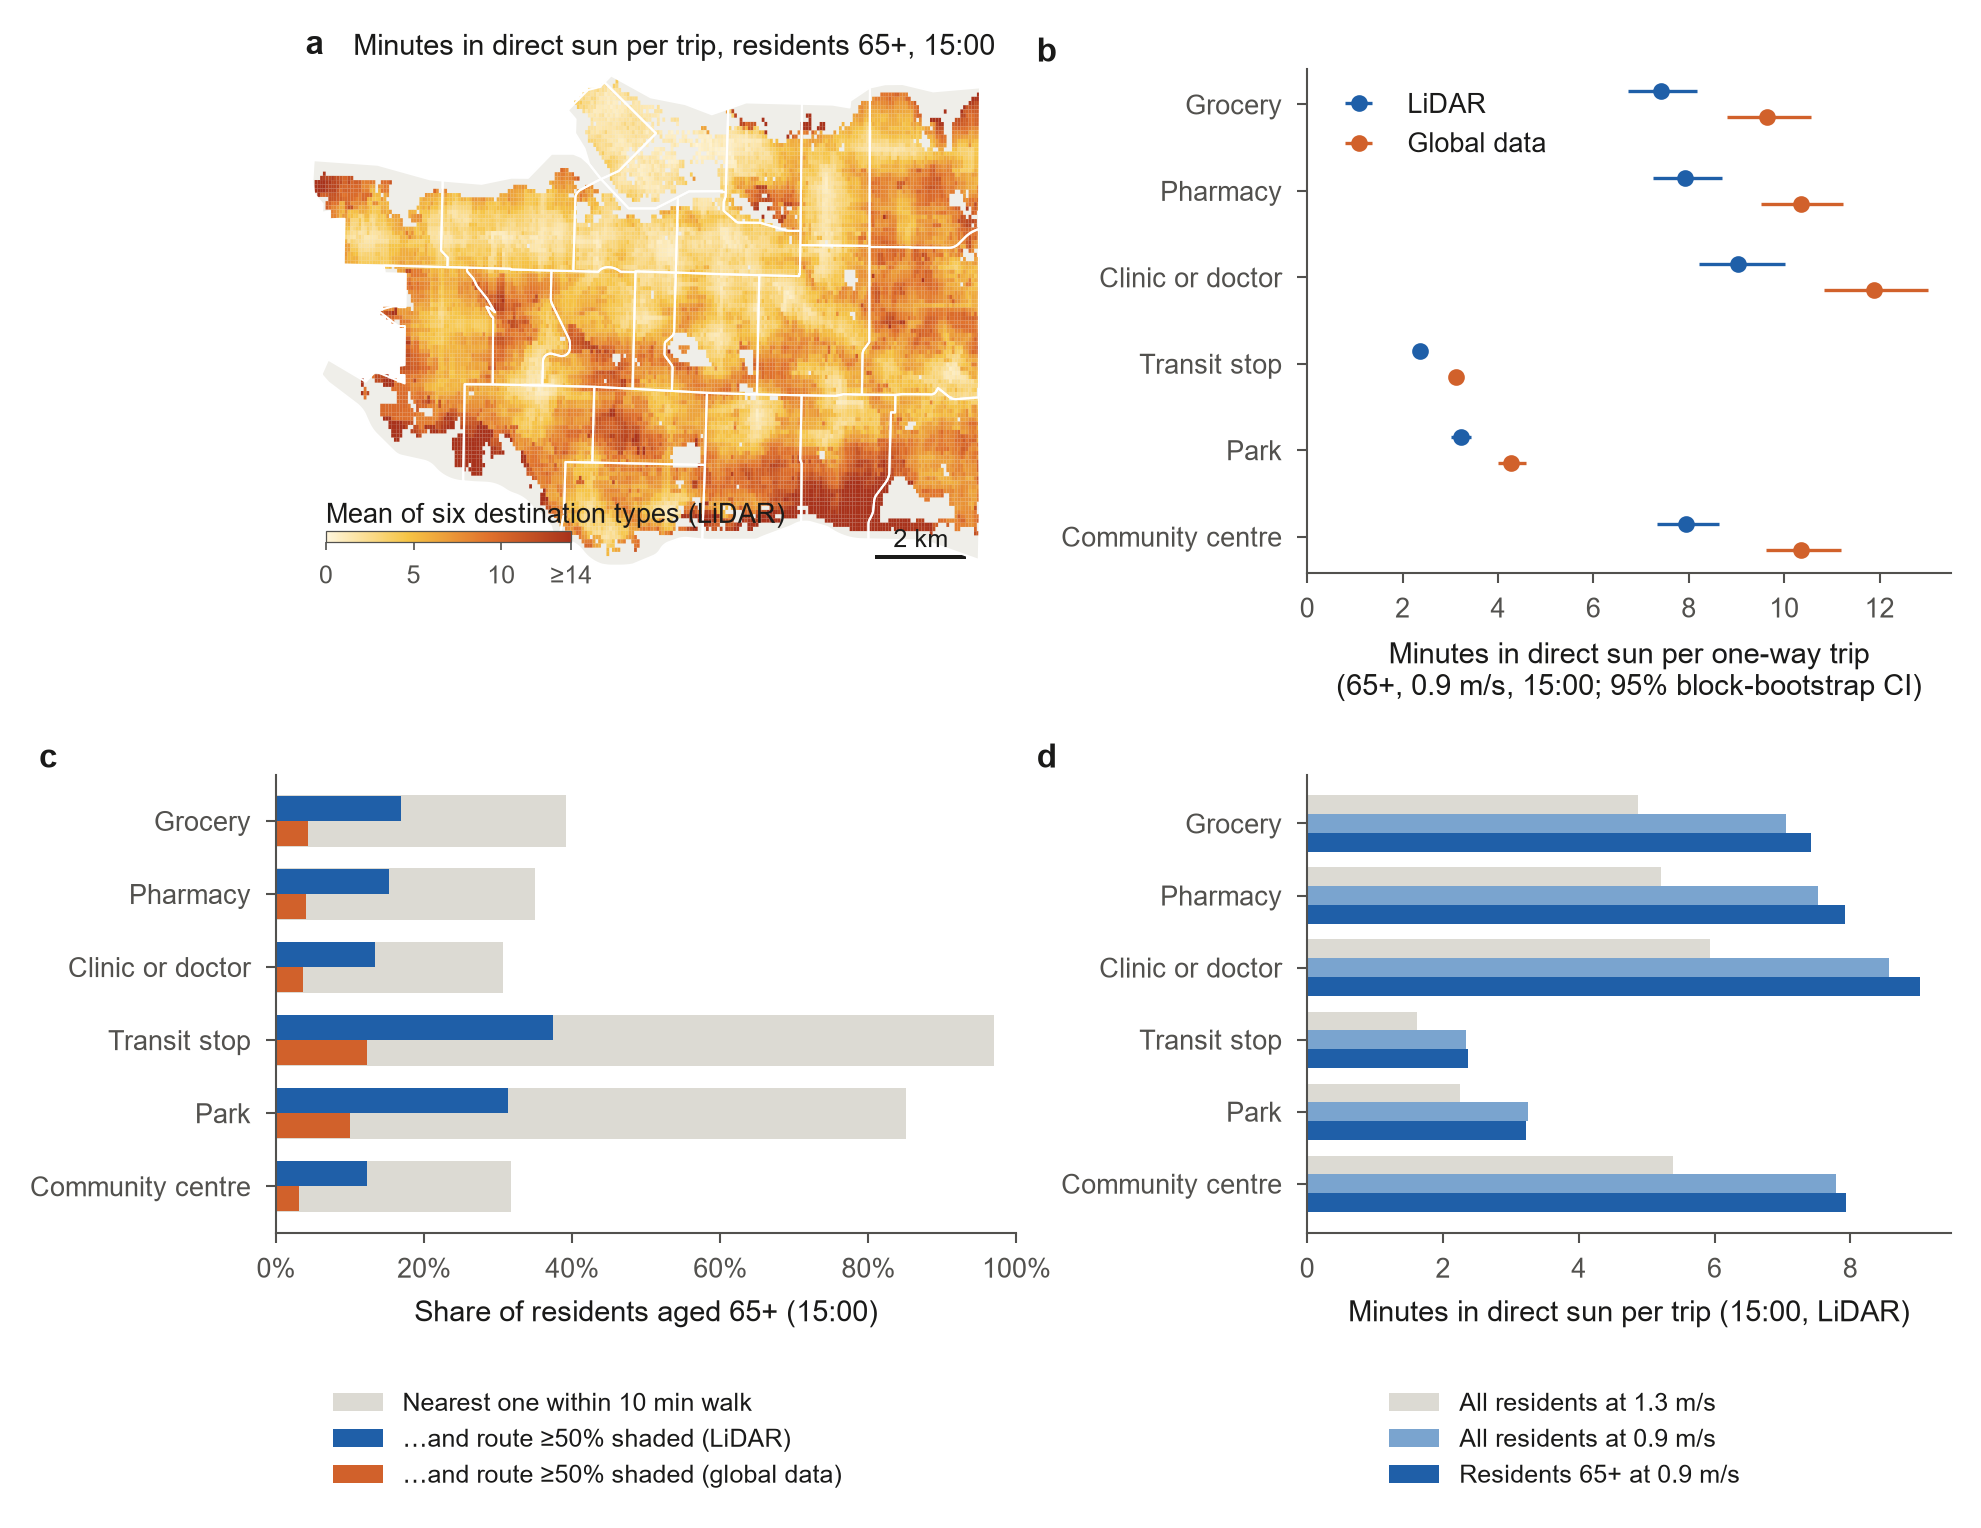 a
Minutes in direct sun per trip, residents 65+, 15:00
Mean of six destination types (LiDAR)
0
5
10
≥14
2 km
b
LiDAR
Global data
Grocery
Pharmacy
Clinic or doctor
Transit stop
Park
Community centre
0
2
4
6
8
10
12
Minutes in direct sun per one-way trip
(65+, 0.9 m/s, 15:00; 95% block-bootstrap CI)
c
Grocery
Pharmacy
Clinic or doctor
Transit stop
Park
Community centre
0%
20%
40%
60%
80%
100%
Share of residents aged 65+ (15:00)
Nearest one within 10 min walk
…and route ≥50% shaded (LiDAR)
…and route ≥50% shaded (global data)
d
Grocery
Pharmacy
Clinic or doctor
Transit stop
Park
Community centre
0
2
4
6
8
Minutes in direct sun per trip (15:00, LiDAR)
All residents at 1.3 m/s
All residents at 0.9 m/s
Residents 65+ at 0.9 m/s